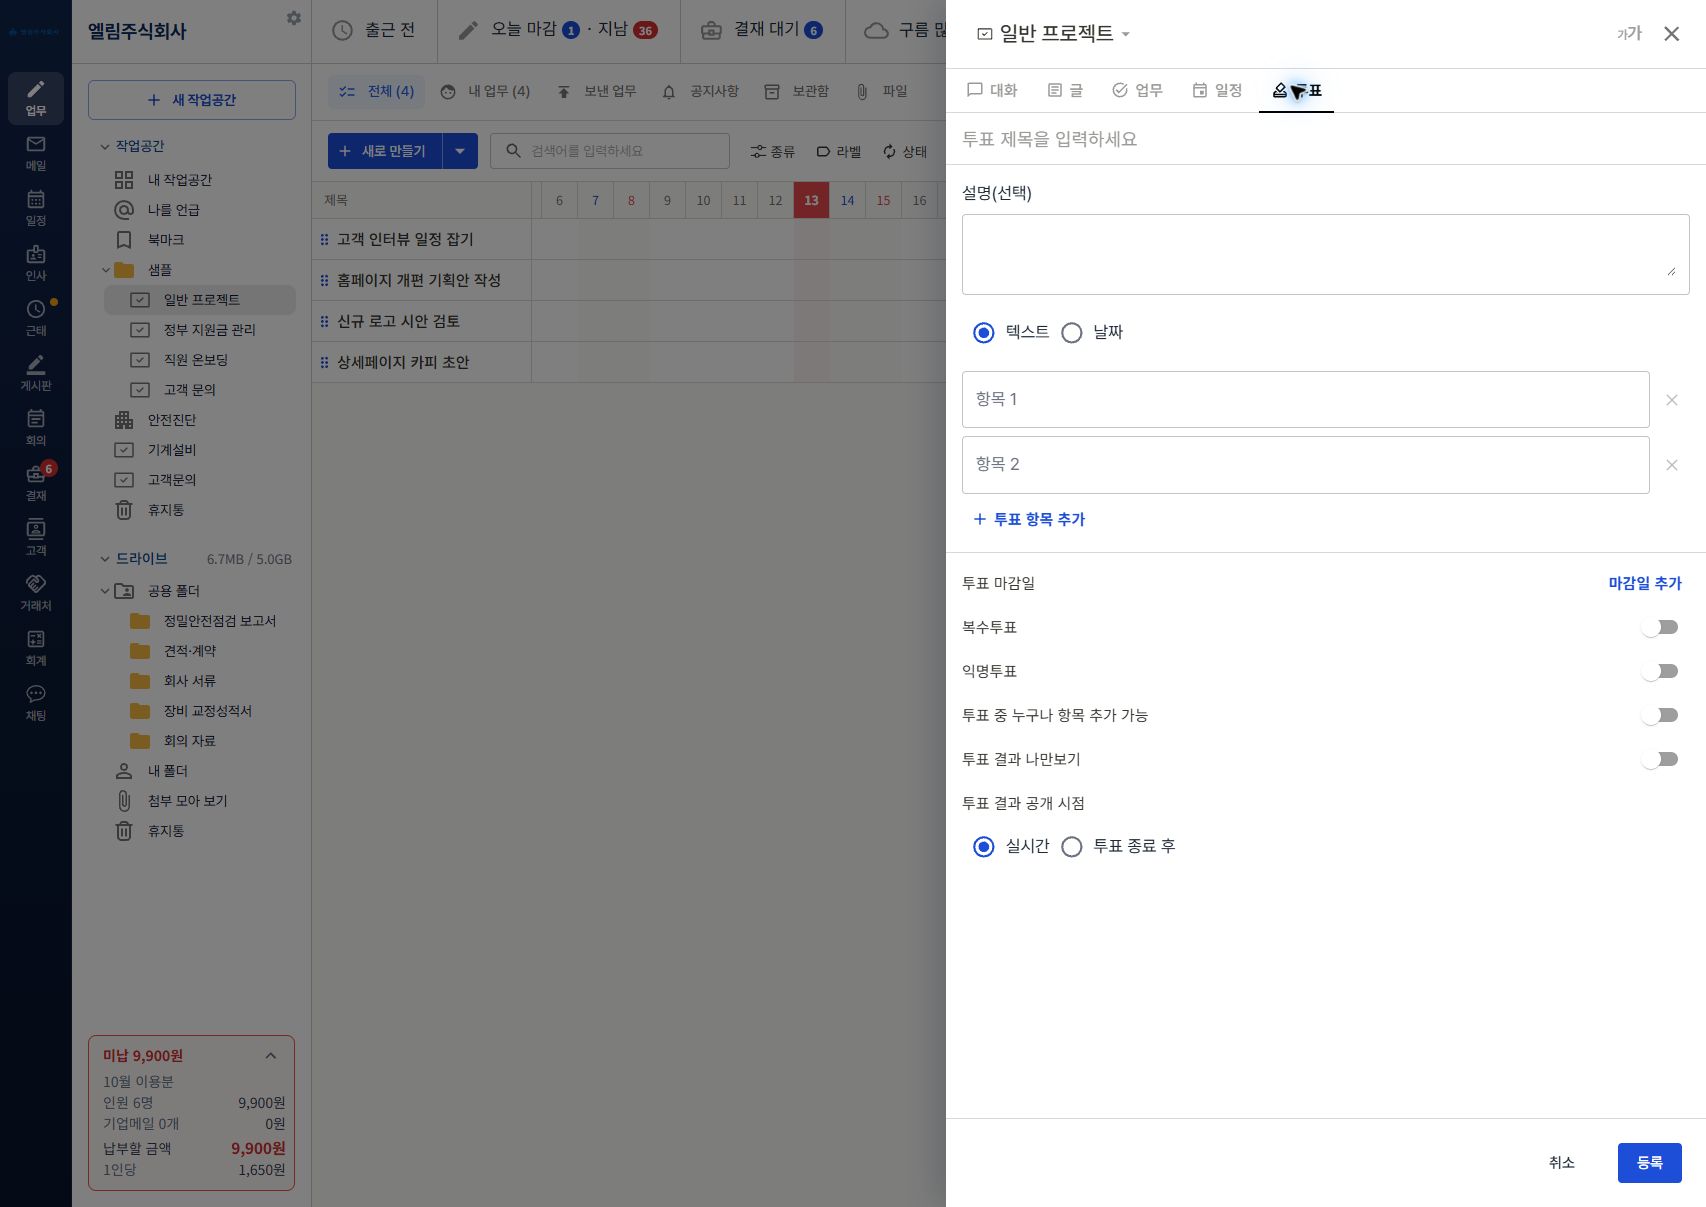 엘림주식회사
출근 전
오늘 마감 1 · 지남 36
결재 대기 6
구름 많
업무
메일
일정
인사
근태
게시판
회의
6
결재
고객
거래처
회계
채팅
새 작업공간
작업공간
내 작업공간
나를 언급
북마크
샘플
일반 프로젝트
정부 지원금 관리
직원 온보딩
고객 문의
안전진단
기계설비
고객문의
휴지통
드라이브 6.7MB / 5.0GB
공용 폴더
정밀안전점검 보고서
견적·계약
회사 서류
장비 교정성적서
회의 자료
내 폴더
첨부 모아 보기
휴지통
미납 9,900원
10월 이용분
인원 6명 9,900원
기업메일 0개 0원
납부할 금액 9,900원
1인당 1,650원
전체 (4) 내 업무 (4) 보낸 업무 공지사항 보관함 파일
새로 만들기 검색어를 입력하세요 종류 라벨 상태
제목 6 7 8 9 10 11 12 13 14 15 16
고객 인터뷰 일정 잡기
홈페이지 개편 기획안 작성
신규 로고 시안 검토
상세페이지 카피 초안
일반 프로젝트 가가
대화 글 업무 일정 표
투표 제목을 입력하세요
설명(선택)
텍스트 날짜
항목 1
항목 2
투표 항목 추가
투표 마감일 마감일 추가
복수투표
익명투표
투표 중 누구나 항목 추가 가능
투표 결과 나만보기
투표 결과 공개 시점
실시간 투표 종료 후
취소 등록